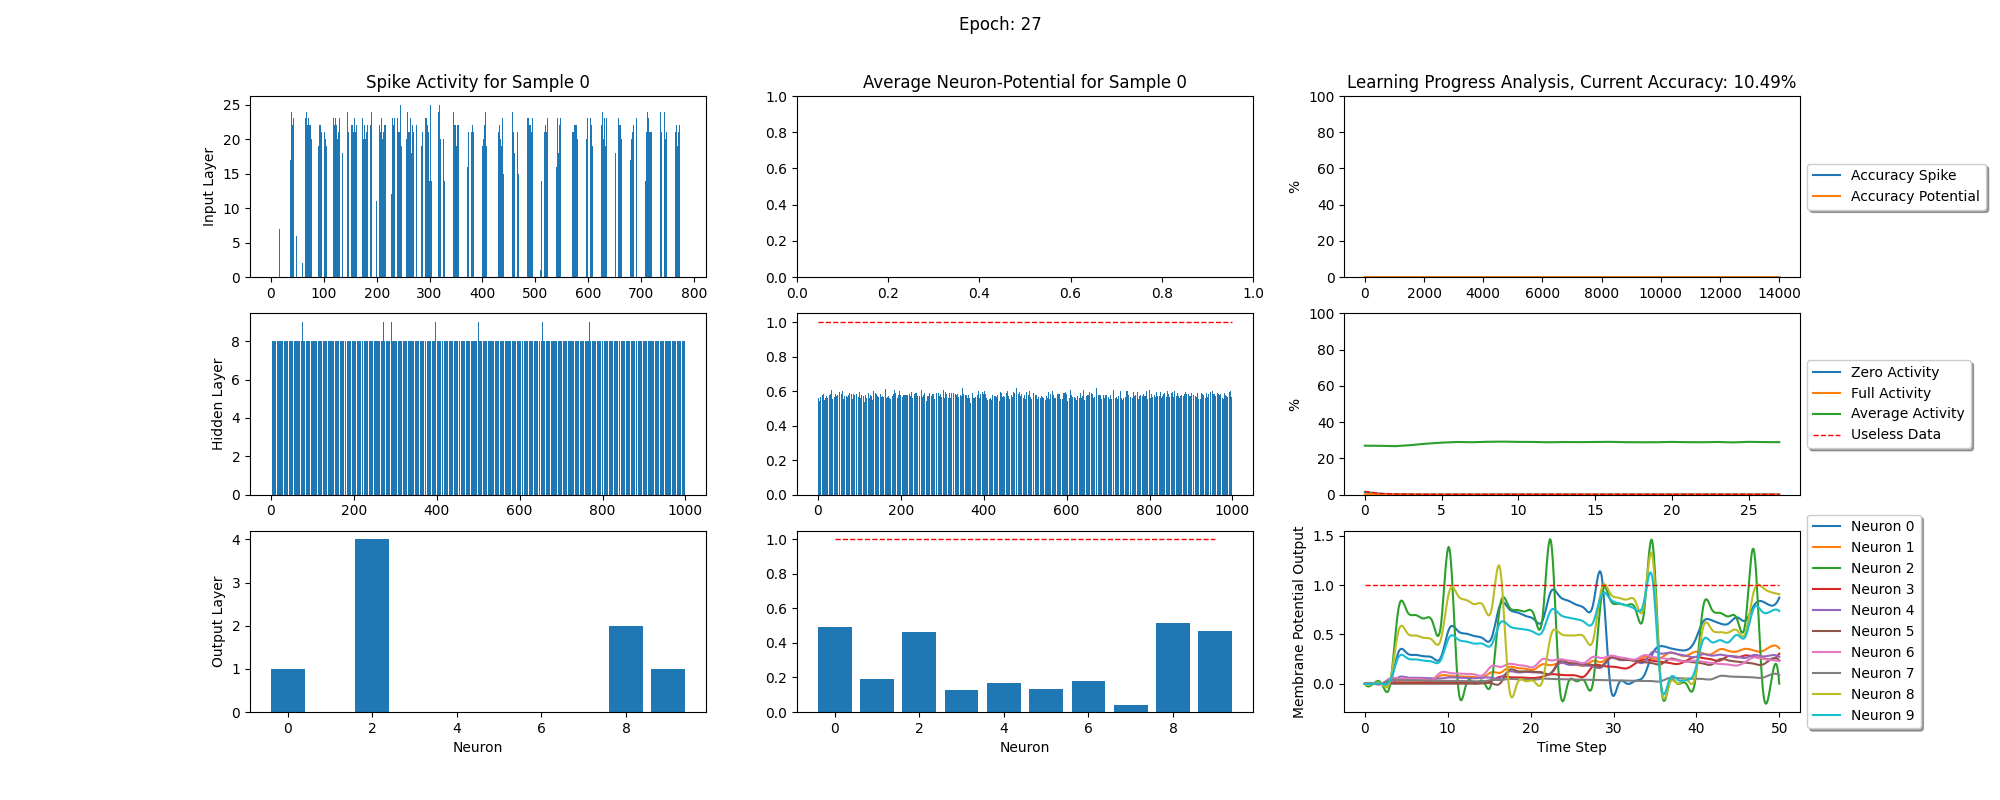 Epoch: 27
Spike Activity for Sample 0
Average Neuron-Potential for Sample 0
Learning Progress Analysis, Current Accuracy: 10.49%
Input Layer
25
20
15
10
5
0
0 100 200 300 400 500 600 700 800
1.0
0.8
0.6
0.4
0.2
0.0
0.0 0.2 0.4 0.6 0.8 1.0
%
100
80
60
40
20
0
0 2000 4000 6000 8000 10000 12000 14000
Accuracy Spike
Accuracy Potential
Hidden Layer
8
6
4
2
0
0 200 400 600 800 1000
1.0
0.8
0.6
0.4
0.2
0.0
0 200 400 600 800 1000
%
100
80
60
40
20
0
0 5 10 15 20 25
Zero Activity
Full Activity
Average Activity
Useless Data
Output Layer
4
3
2
1
0
0 2 4 6 8
Neuron
1.0
0.8
0.6
0.4
0.2
0.0
0 2 4 6 8
Neuron
Membrane Potential Output
1.5
1.0
0.5
0.0
0 10 20 30 40 50
Time Step
Neuron 0
Neuron 1
Neuron 2
Neuron 3
Neuron 4
Neuron 5
Neuron 6
Neuron 7
Neuron 8
Neuron 9